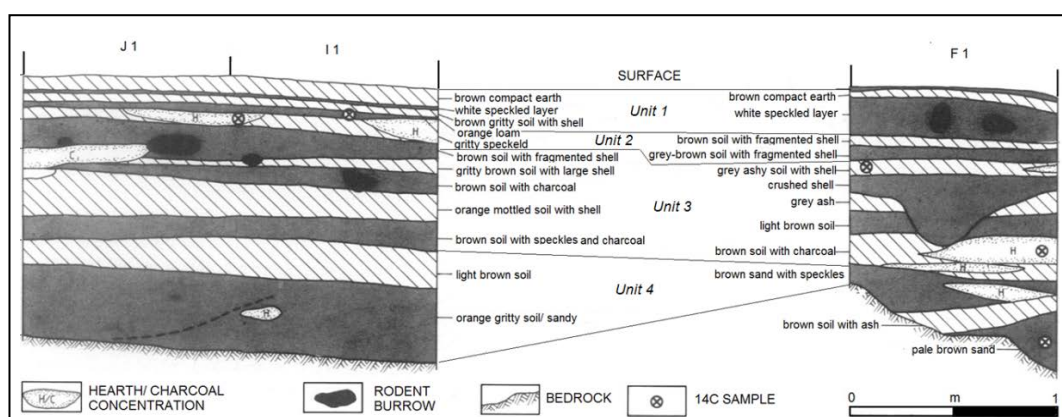 J 1
I 1
F 1
SURFACE
brown compact earth
white speckled layer
brown gritty soil with shell
orange loam
gritty speckeld
brown soil with fragmented shell
gritty brown soil with large shell
brown soil with charcoal
orange mottled soil with shell
brown soil with speckles and charcoal
light brown soil
orange gritty soil/ sandy
Unit 1
Unit 2
Unit 3
Unit 4
brown compact earth
white speckled layer
brown soil with fragmented shell
grey-brown soil with fragmented shell
grey ashy soil with shell
crushed shell
grey ash
light brown soil
brown soil with charcoal
brown sand with speckles
brown soil with ash
pale brown sand
H
H
C
H
H
H
H
H/C
HEARTH/ CHARCOAL
CONCENTRATION
RODENT
BURROW
BEDROCK
14C SAMPLE
0 m 1